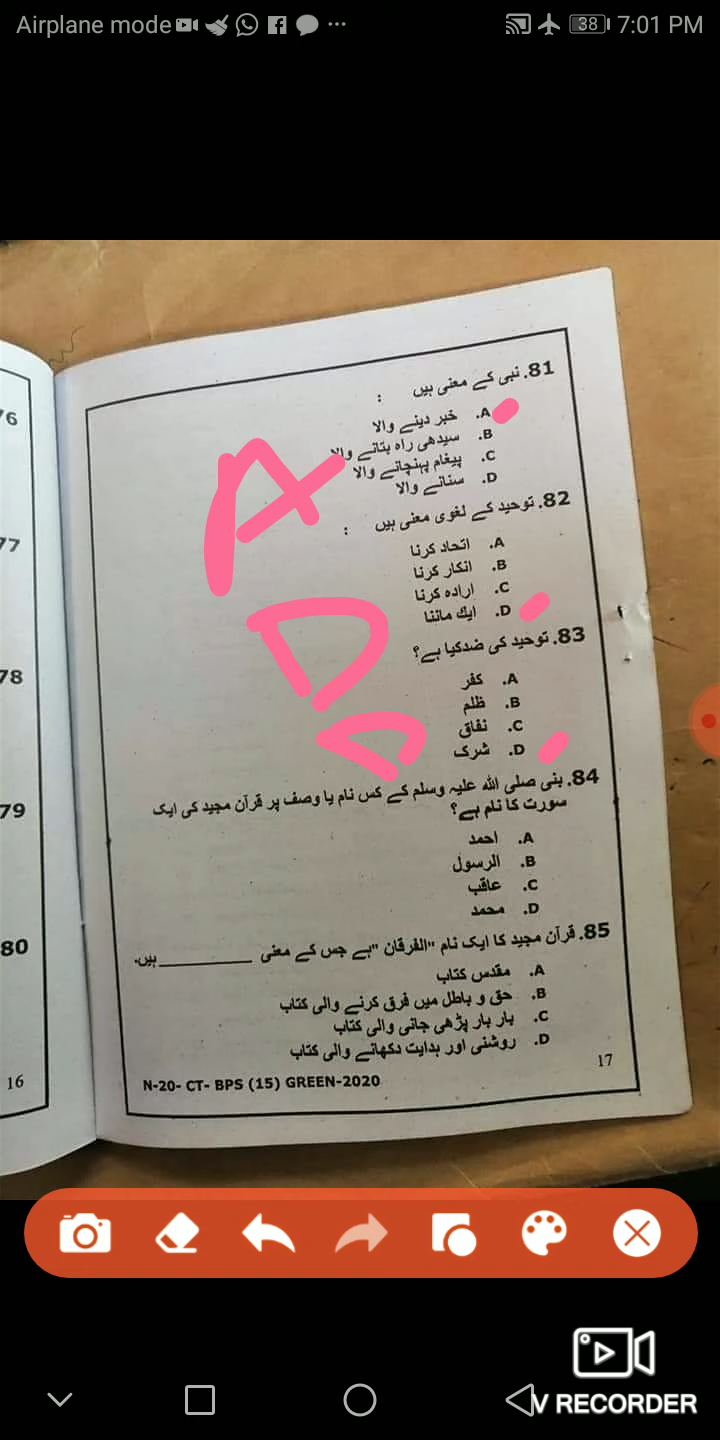 Airplane mode ... 38 7:01 PM
76
77
78
79
80
16
81. نبی کے معنی ہیں :
A. خبر دینے والا
B. سیدھی راہ بتانے والا
C. پیغام پہنچانے والا
D. سنانے والا
82. توحید کے لغوی معنی ہیں :
A. اتحاد کرنا
B. انکار کرنا
C. ارادہ کرنا
D. ایک ماننا
83. توحید کی ضدکیا ہے؟
A. کفر
B. ظلم
C. نفاق
D. شرک
84. بنی صلی اللہ علیہ وسلم کے کس نام یا وصف پر قرآن مجید کی ایک
سورت کا نام ہے؟
A. احمد
B. الرسول
C. عاقب
D. محمد
85. قرآن مجید کا ایک نام "الفرقان "ہے جس کے معنی __________ ہیں۔
A. مقدس کتاب
B. حق و باطل میں فرق کرنے والی کتاب
C. بار بار پڑھی جانی والی کتاب
D. روشنی اور ہدایت دکھانے والی کتاب
17
N-20- CT- BPS (15) GREEN-2020
A
D
D
V RECORDER